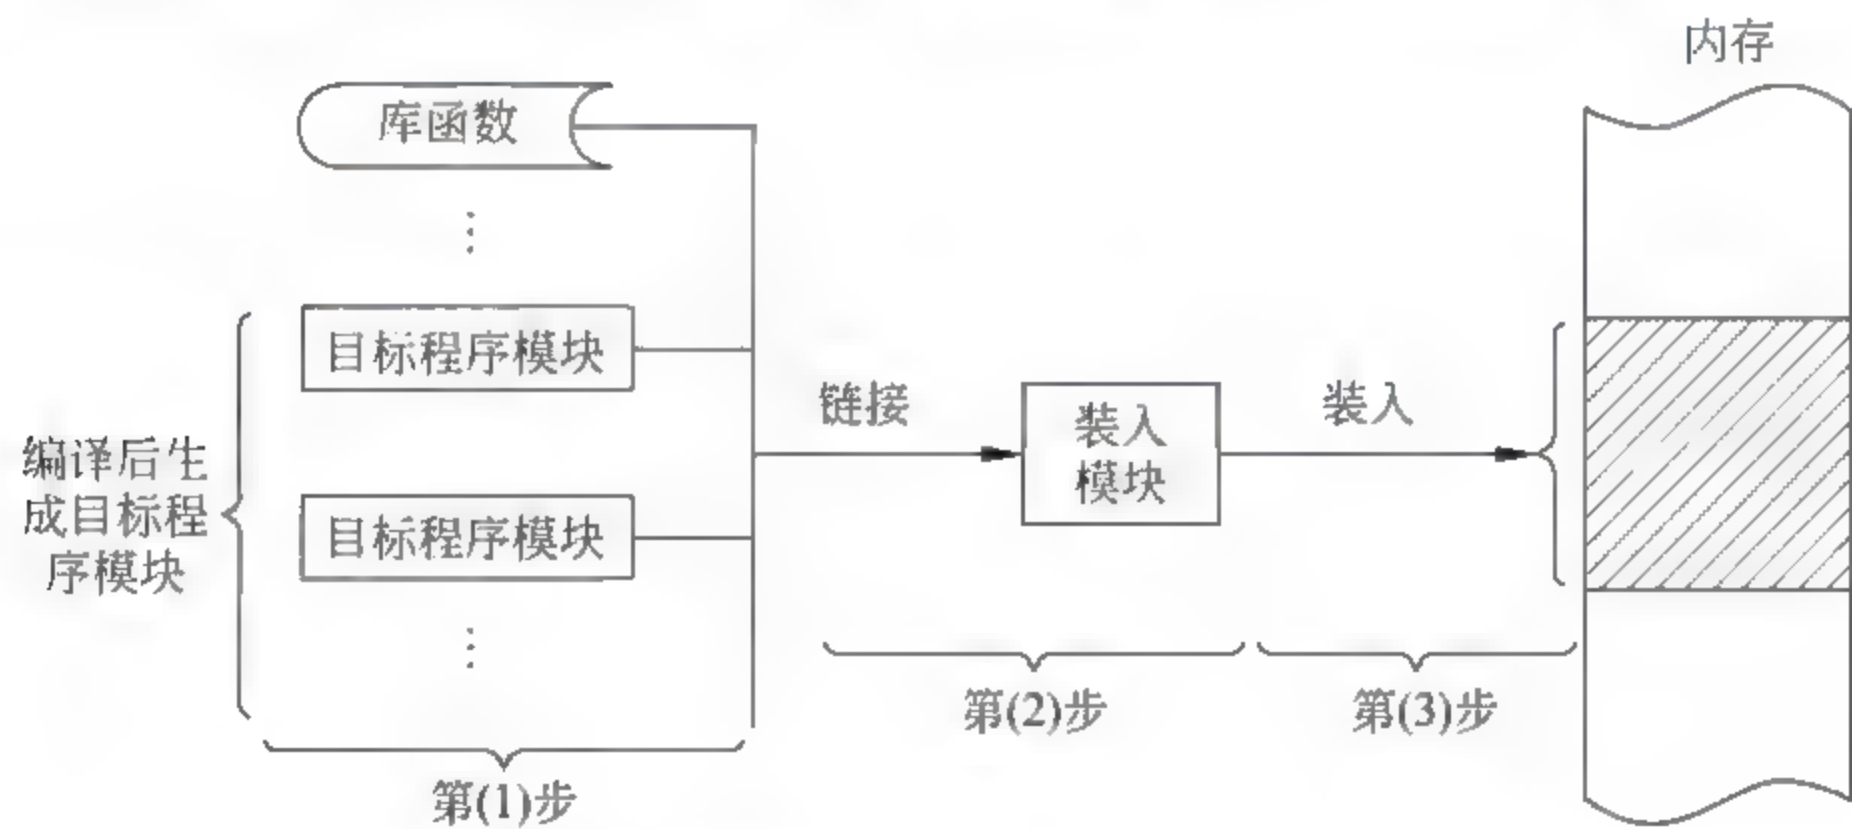 内存
库函数
目标程序模块
编译后生
成目标程
序模块
目标程序模块
链接
装入
模块
装入
第(1)步
第(2)步
第(3)步